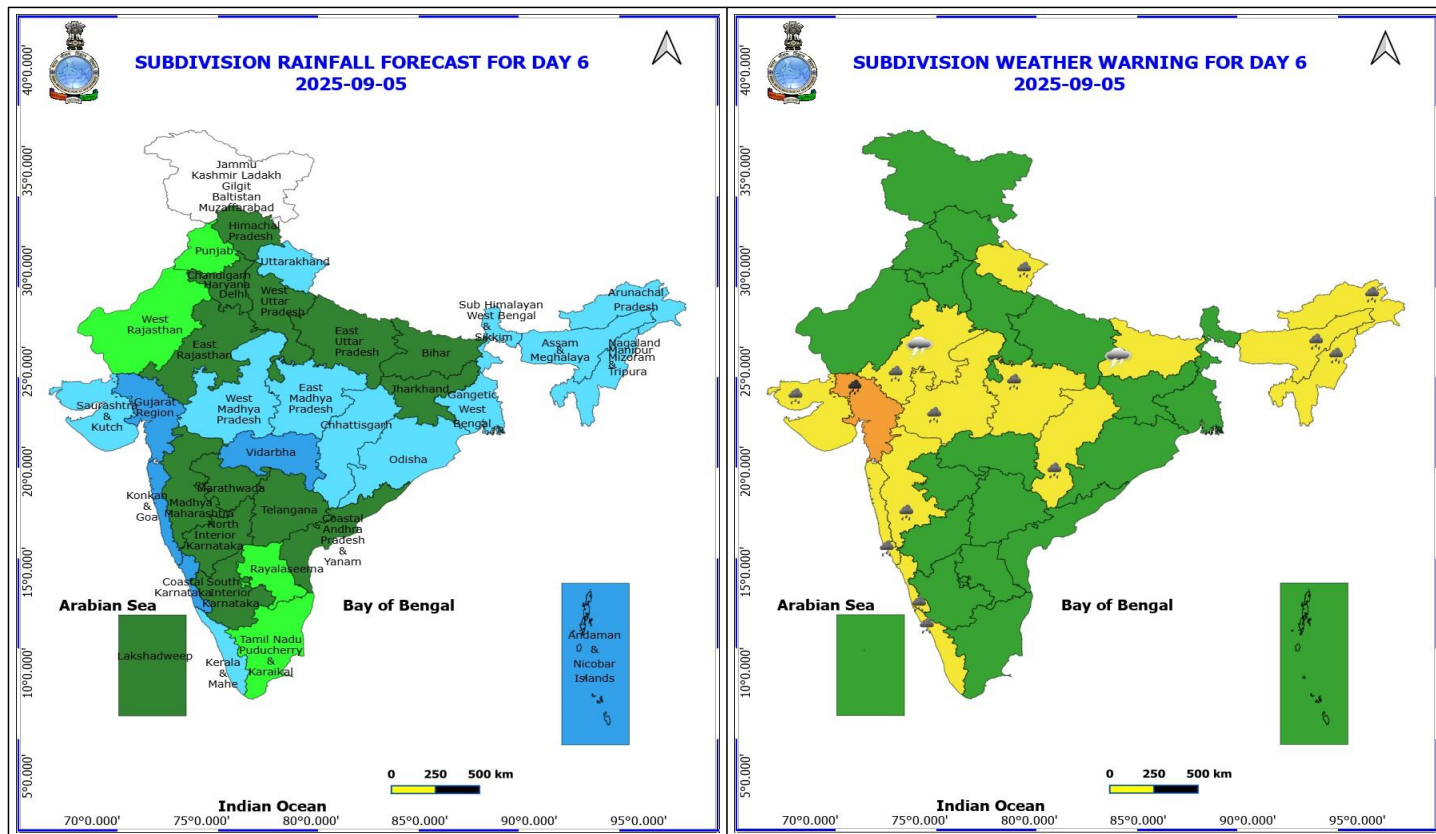 SUBDIVISION RAINFALL FORECAST FOR DAY 6
2025-09-05
40°0.000'
35°0.000'
30°0.000'
25°0.000'
20°0.000'
15°0.000'
10°0.000'
5°0.000'
Jammu
Kashmir Ladakh
Gilgit
Baltistan
Muzaffarabad
Himachal
Pradesh
Punjab
Uttarakhand
Chandigarh
Haryana
Delhi
West
Uttar
Pradesh
West
Rajasthan
East
Rajasthan
East
Uttar
Pradesh
Bihar
Sub Himalayan
West Bengal
&
Sikkim
Arunachal
Pradesh
Assam
&
Meghalaya
Nagaland
Manipur
Mizoram
&
Tripura
Jharkhand
Gangetic
West
Bengal
Saurashtra
&
Kutch
Gujarat
Region
West
Madhya
Pradesh
East
Madhya
Pradesh
Chhattisgarh
Odisha
Vidarbha
Konkan
&
Goa
Marathwada
Madhya
Maharashtra
North
Interior
Karnataka
Telangana
Coastal
Andhra
Pradesh
&
Yanam
Rayalaseema
Coastal
Karnataka
South
Interior
Karnataka
Tamil Nadu
Puducherry
&
Karaikal
Kerala
&
Mahe
Lakshadweep
Andaman
&
Nicobar
Islands
Arabian Sea
Bay of Bengal
0 250 500 km
Indian Ocean
70°0.000' 75°0.000' 80°0.000' 85°0.000' 90°0.000' 95°0.000'
SUBDIVISION WEATHER WARNING FOR DAY 6
2025-09-05
40°0.000'
35°0.000'
30°0.000'
25°0.000'
20°0.000'
15°0.000'
10°0.000'
5°0.000'
Arabian Sea
Bay of Bengal
0 250 500 km
Indian Ocean
70°0.000' 75°0.000' 80°0.000' 85°0.000' 90°0.000' 95°0.000'